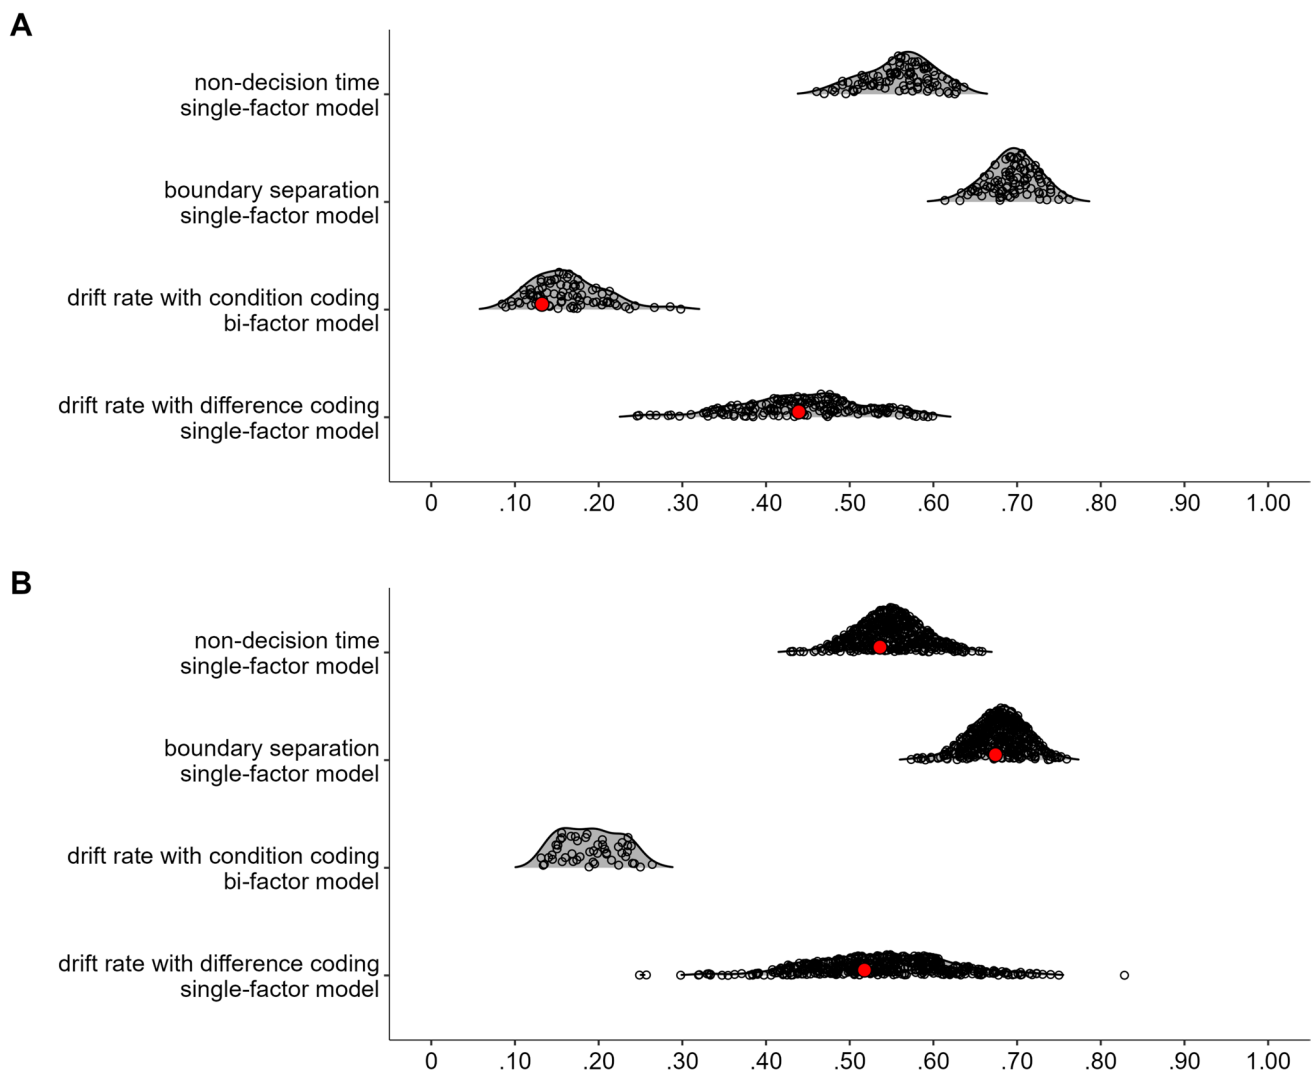 A
non-decision time
single-factor model
boundary separation
single-factor model
drift rate with condition coding
bi-factor model
drift rate with difference coding
single-factor model
0 .10 .20 .30 .40 .50 .60 .70 .80 .90 1.00
B
non-decision time
single-factor model
boundary separation
single-factor model
drift rate with condition coding
bi-factor model
drift rate with difference coding
single-factor model
0 .10 .20 .30 .40 .50 .60 .70 .80 .90 1.00